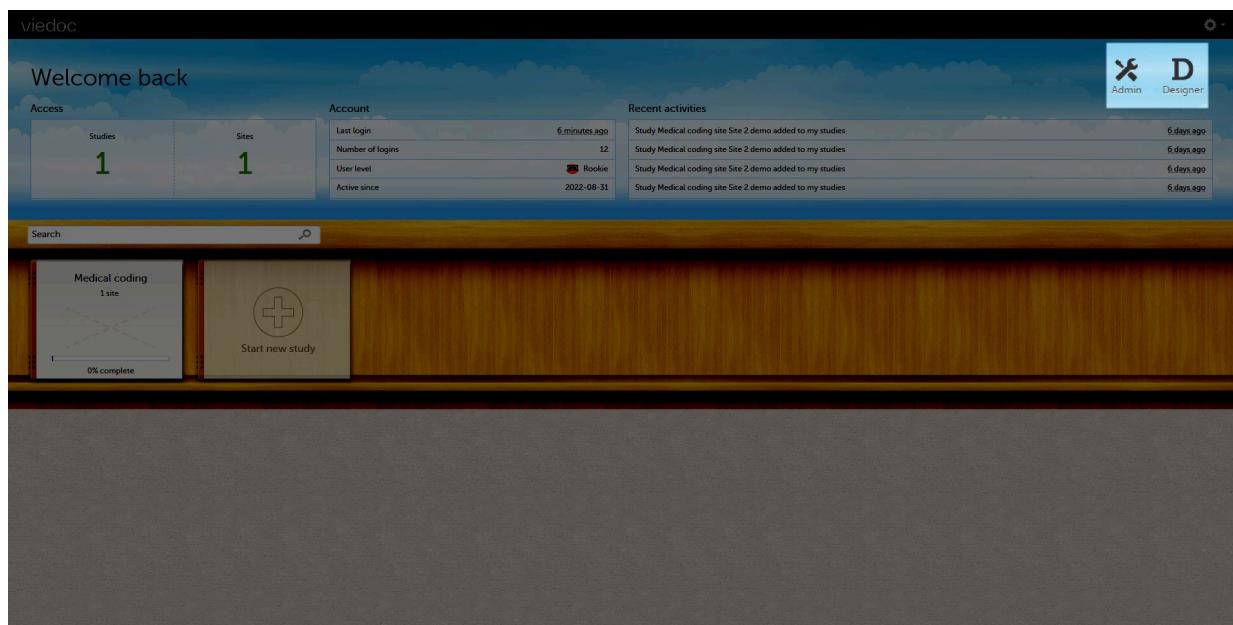 viedoc
Welcome back
Admin
Designer
Access
Studies
1
Sites
1
Account
Last login 6 minutes ago
Number of logins 12
User level Rookie
Active since 2022-08-31
Recent activities
Study Medical coding site Site 2 demo added to my studies 6 days ago
Study Medical coding site Site 2 demo added to my studies 6 days ago
Study Medical coding site Site 2 demo added to my studies 6 days ago
Study Medical coding site Site 2 demo added to my studies 6 days ago
Search
Medical coding
1 site
0% complete
Start new study